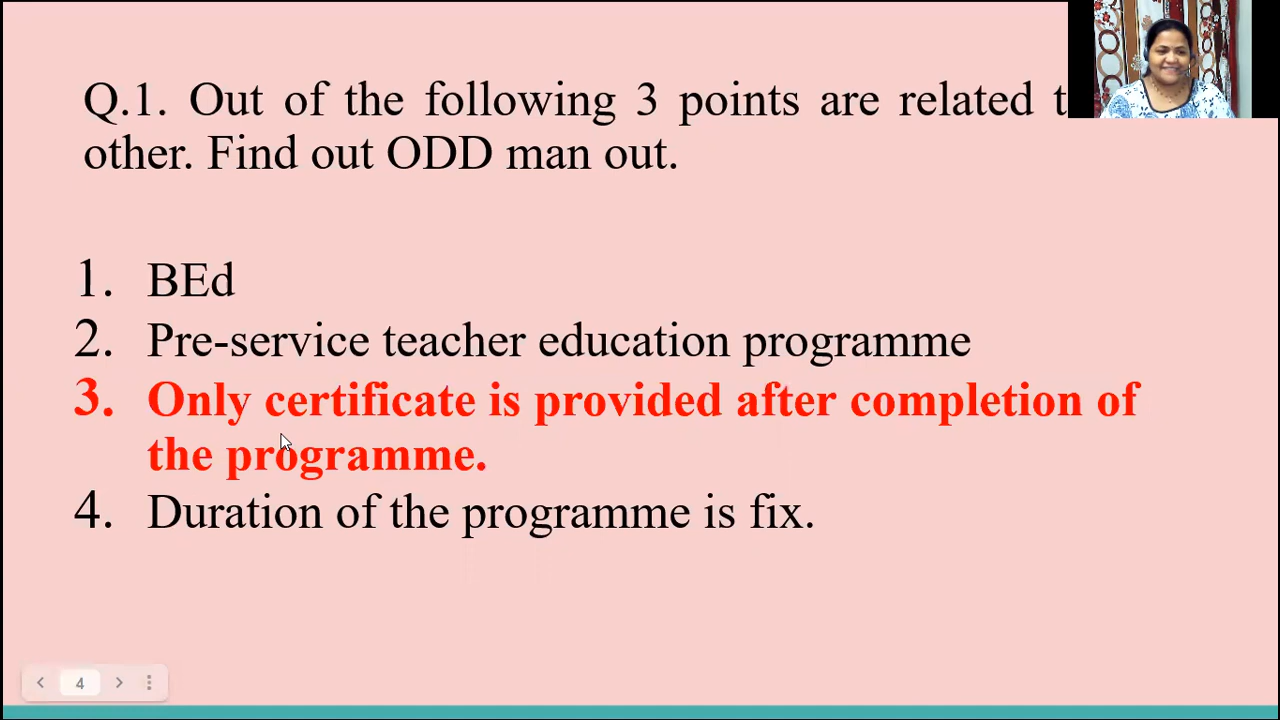 Q.1. Out of the following 3 points are related
other. Find out ODD man out.
1. BEd
2. Pre-service teacher education programme
3. Only certificate is provided after completion of
the programme.
4. Duration of the programme is fix.
4